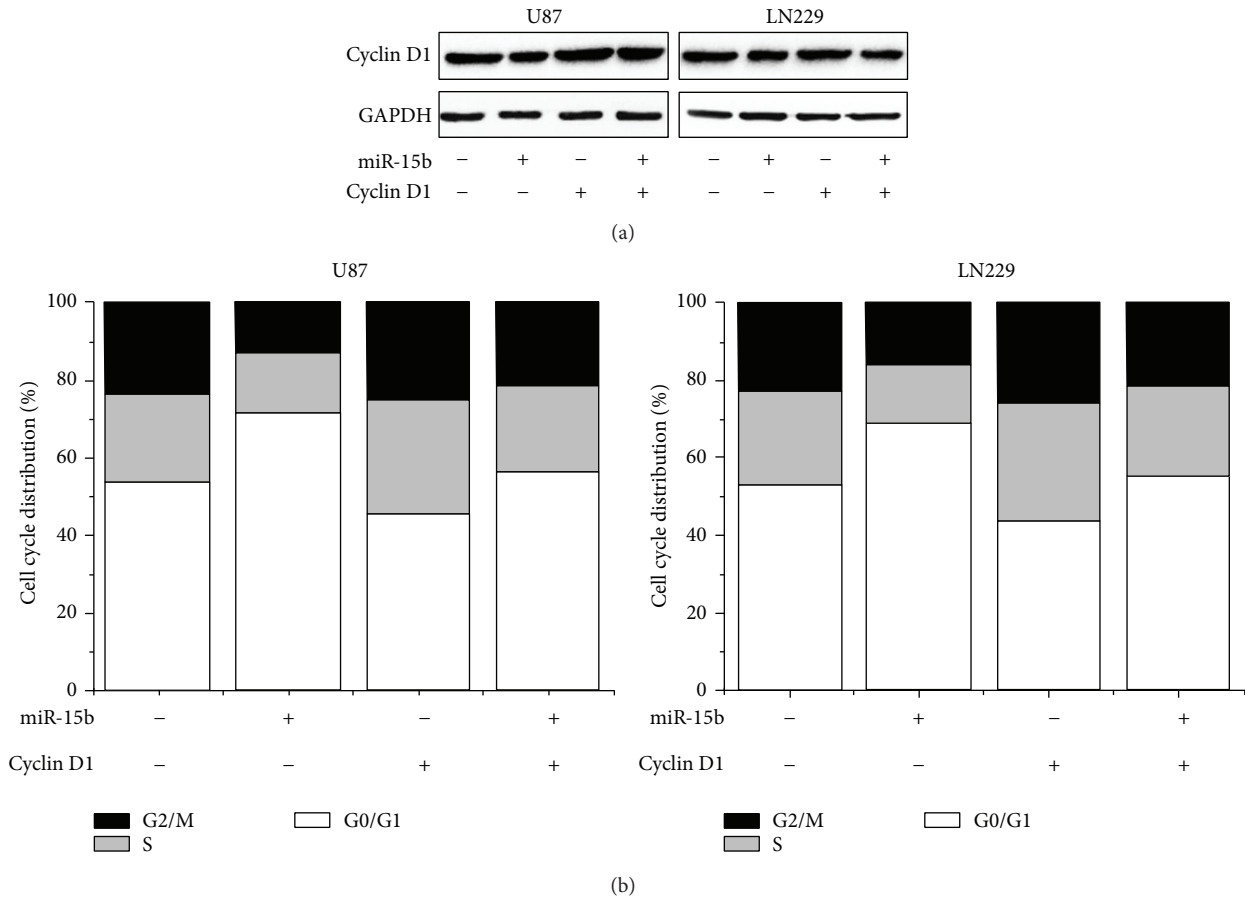 U87 LN229
Cyclin D1
GAPDH
miR-15b − + − + − + − +
Cyclin D1 − − + + − − + +
(a)
U87
100
80
60
40
20
0
Cell cycle distribution (%)
miR-15b − + − +
Cyclin D1 − − + +
G2/M G0/G1
S
LN229
100
80
60
40
20
0
Cell cycle distribution (%)
miR-15b − + − +
Cyclin D1 − − + +
G2/M G0/G1
S
(b)